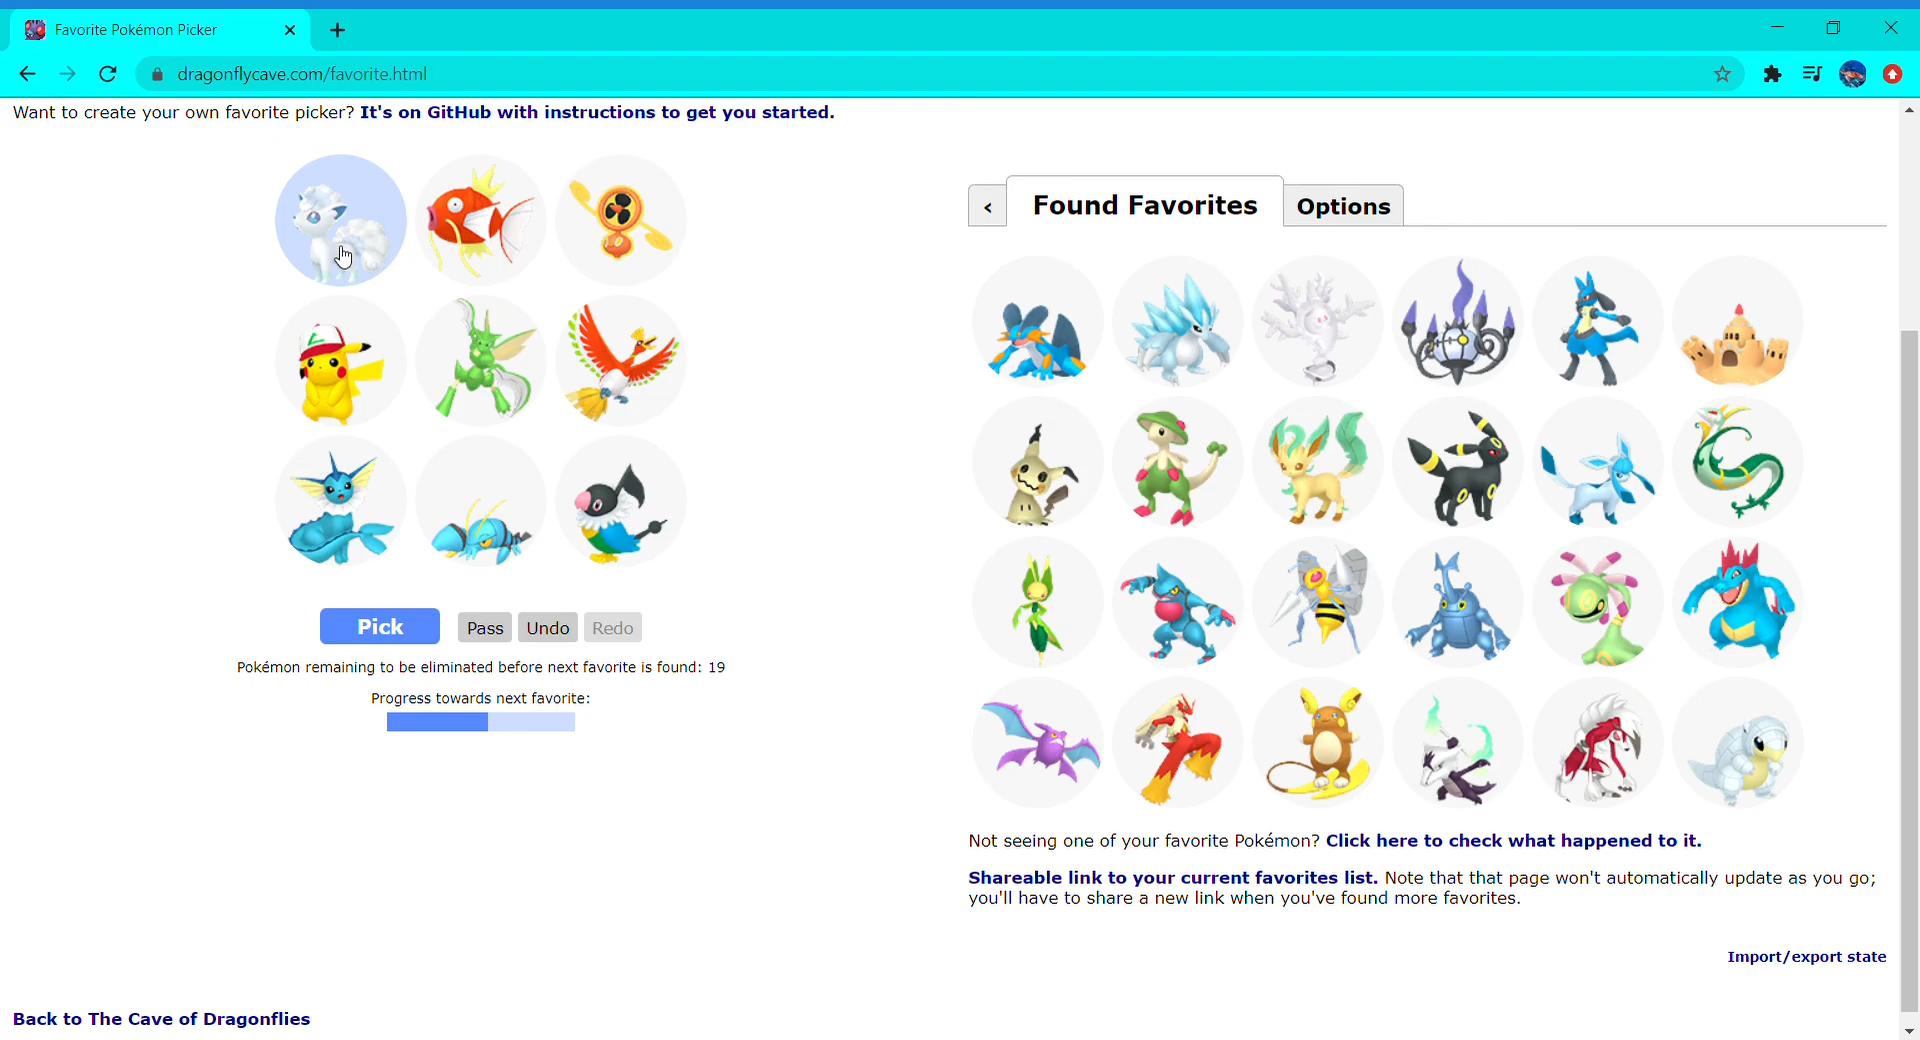 Favorite Pokémon Picker
dragonflycave.com/favorite.html
Want to create your own favorite picker? It's on GitHub with instructions to get you started.
< Found Favorites Options
Pick Pass Undo Redo
Pokémon remaining to be eliminated before next favorite is found: 19
Progress towards next favorite:
Not seeing one of your favorite Pokémon? Click here to check what happened to it.
Shareable link to your current favorites list. Note that that page won't automatically update as you go;
you'll have to share a new link when you've found more favorites.
Import/export state
Back to The Cave of Dragonflies